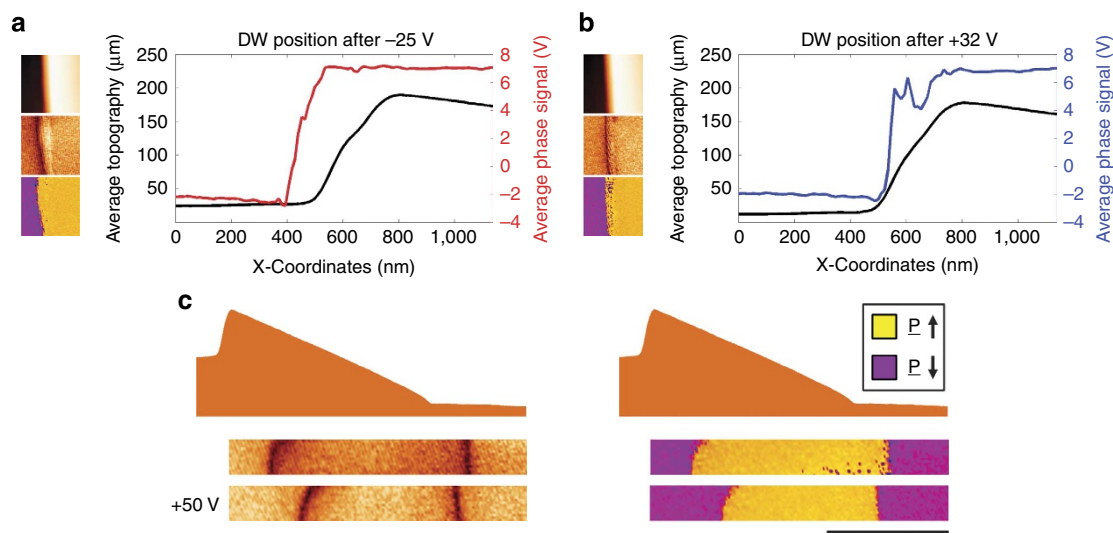 a
DW position after –25 V
Average topography (µm)
250
200
150
100
50
8
6
4
2
0
–2
–4
Average phase signal (V)
0 200 400 600 800 1,000
X-Coordinates (nm)
b
DW position after +32 V
Average topography (µm)
250
200
150
100
50
8
6
4
2
0
–2
–4
Average phase signal (V)
0 200 400 600 800 1,000
X-Coordinates (nm)
c
P ↑
P ↓
+50 V